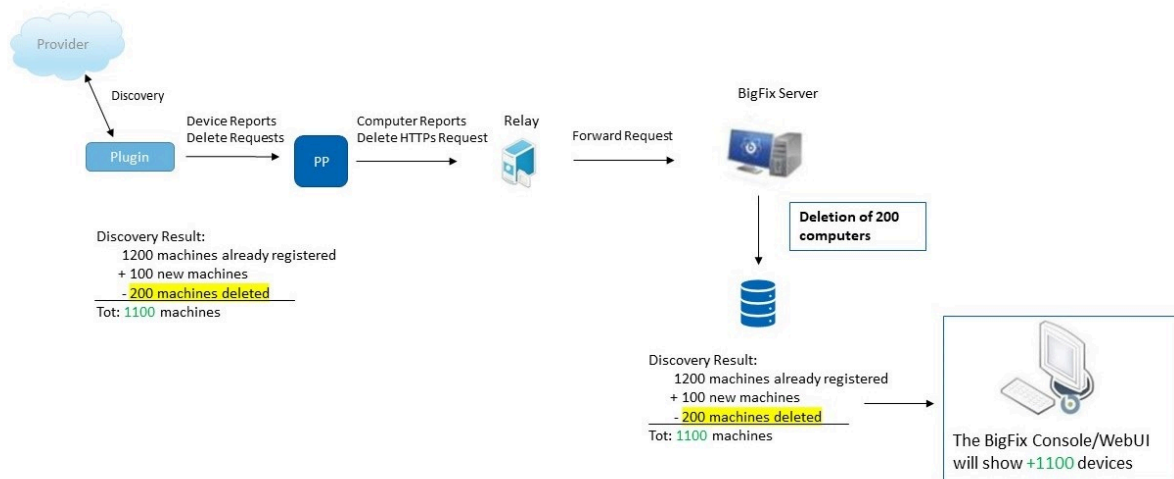 Provider
Discovery
Plugin
Device Reports
Delete Requests
PP
Computer Reports
Delete HTTPs Request
Relay
Forward Request
BigFix Server
Deletion of 200
computers
Discovery Result:
1200 machines already registered
+ 100 new machines
- 200 machines deleted
Tot: 1100 machines
Discovery Result:
1200 machines already registered
+ 100 new machines
- 200 machines deleted
Tot: 1100 machines
The BigFix Console/WebUI
will show +1100 devices